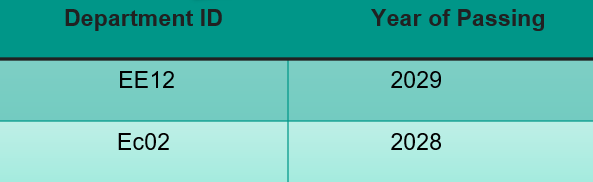 Department ID Year of Passing
EE12 2029
Ec02 2028